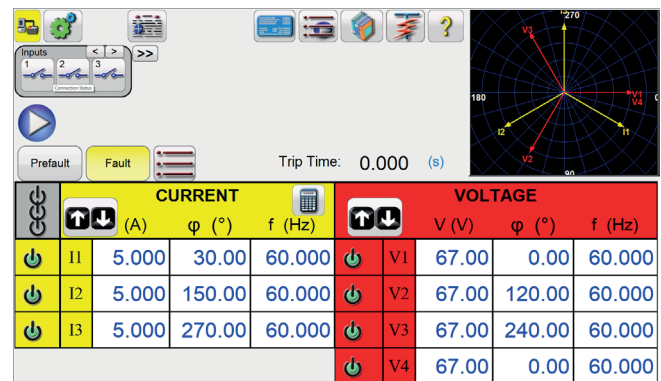 ?
Inputs < > >>
1 2 3
Connection Status
270
V3
180
V1
V4
0
I2
I1
V2
90
Prefault Fault Trip Time: 0.000 (s)
CURRENT VOLTAGE
(A) φ (°) f (Hz) V (V) φ (°) f (Hz)
I1 5.000 30.00 60.000 V1 67.00 0.00 60.000
I2 5.000 150.00 60.000 V2 67.00 120.00 60.000
I3 5.000 270.00 60.000 V3 67.00 240.00 60.000
V4 67.00 0.00 60.000